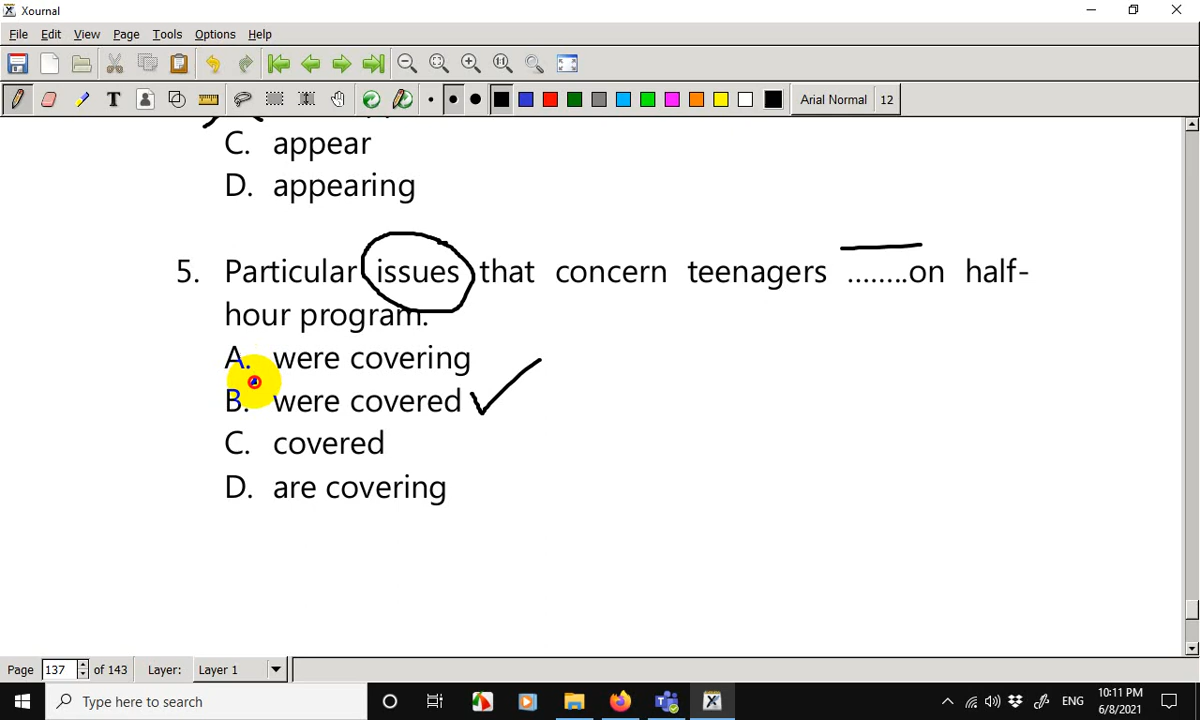 Xournal
File Edit View Page Tools Options Help
T Arial Normal 12
C. appear
D. appearing
5. Particular issues that concern teenagers ........on half-
hour program.
A. were covering
B. were covered
C. covered
D. are covering
Page 137 of 143 Layer: Layer 1
Type here to search
ENG
10:11 PM
6/8/2021